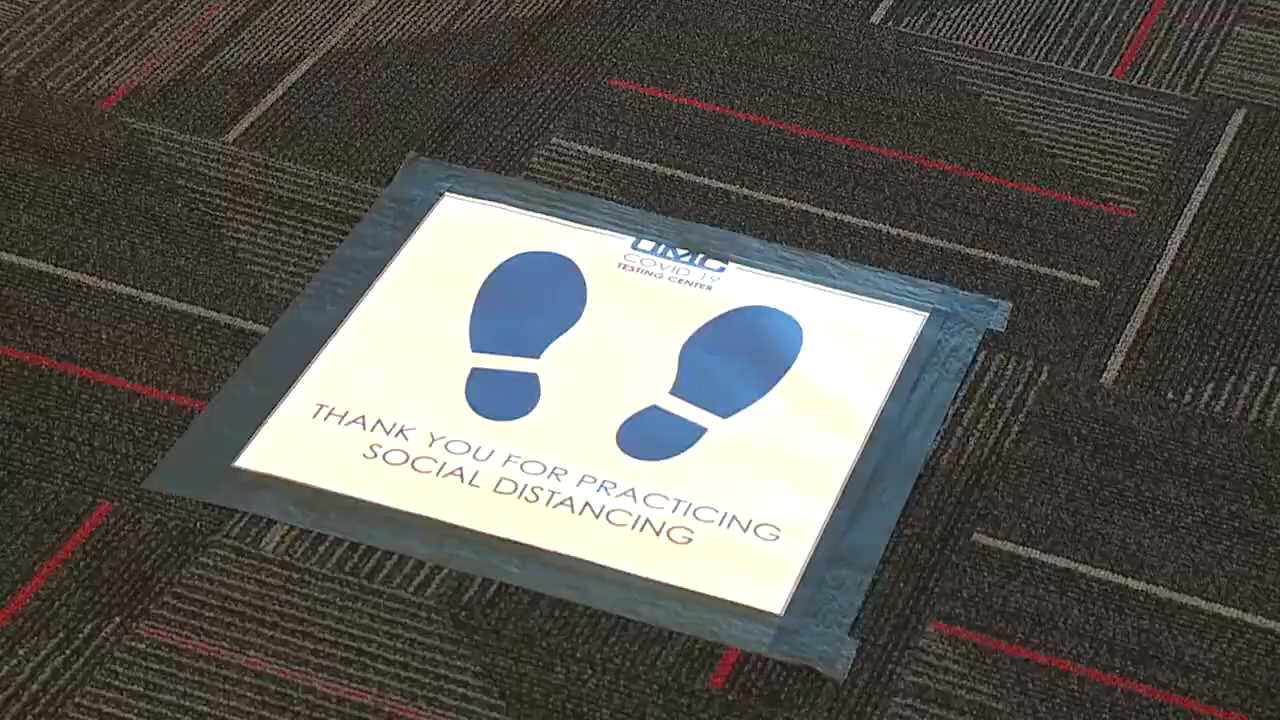 COVID-19
TESTING CENTER
THANK YOU FOR PRACTICING
SOCIAL DISTANCING